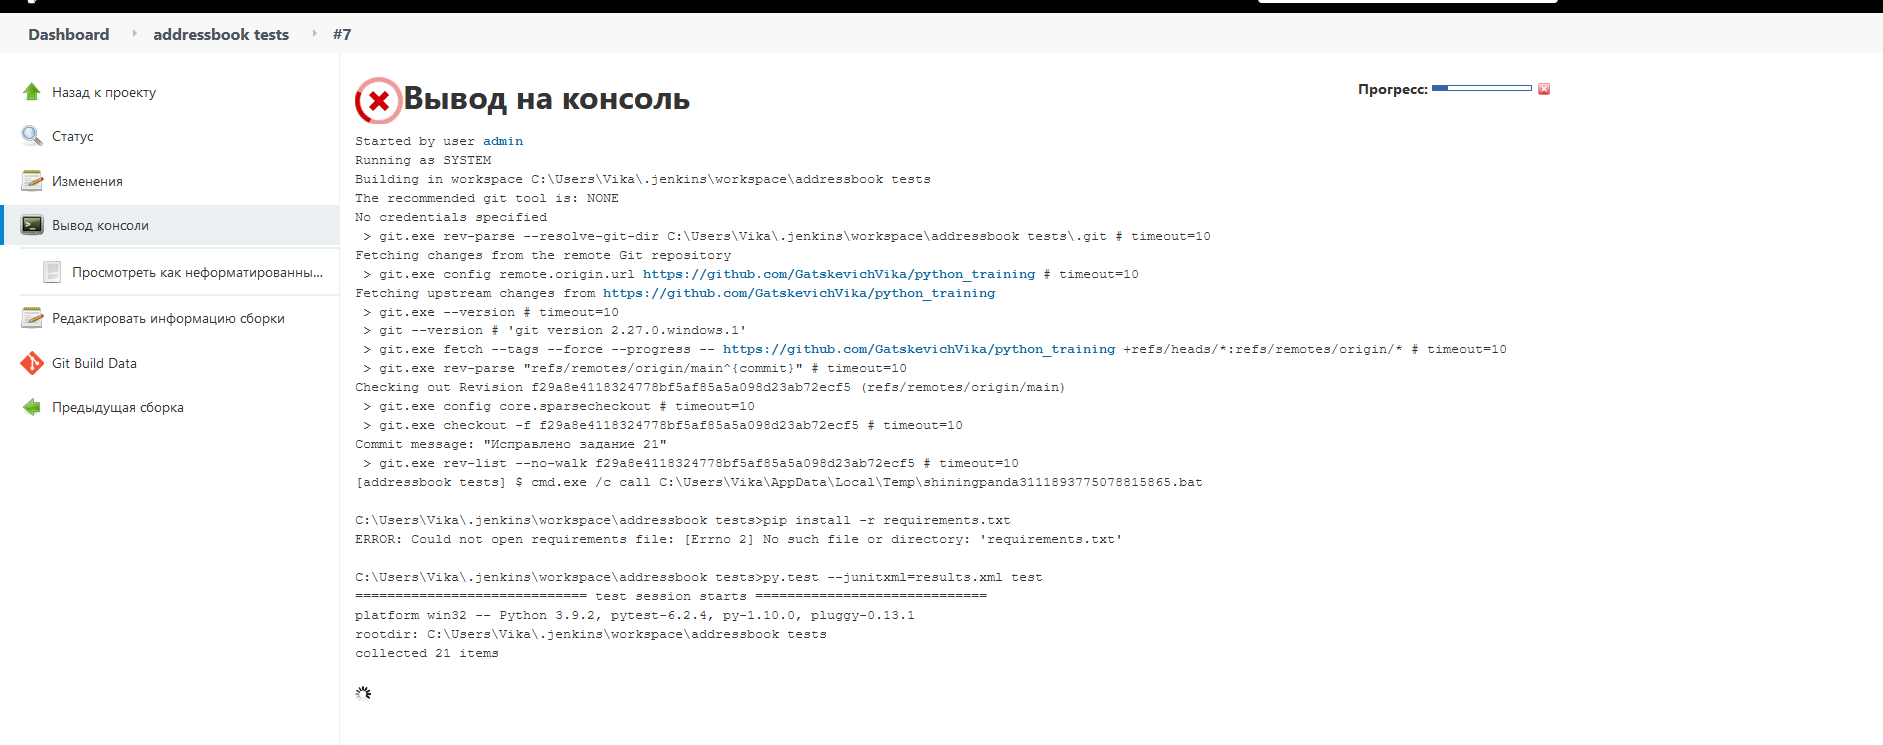 Dashboard addressbook tests #7
Назад к проекту
Статус
Изменения
Вывод консоли
Просмотреть как неформатированны...
Редактировать информацию сборки
Git Build Data
Предыдущая сборка
Вывод на консоль
Прогресс:
Started by user admin
Running as SYSTEM
Building in workspace C:\Users\Vika\.jenkins\workspace\addressbook tests
The recommended git tool is: NONE
No credentials specified
 > git.exe rev-parse --resolve-git-dir C:\Users\Vika\.jenkins\workspace\addressbook tests\.git # timeout=10
Fetching changes from the remote Git repository
 > git.exe config remote.origin.url https://github.com/GatskevichVika/python_training # timeout=10
Fetching upstream changes from https://github.com/GatskevichVika/python_training
 > git.exe --version # timeout=10
 > git --version # 'git version 2.27.0.windows.1'
 > git.exe fetch --tags --force --progress -- https://github.com/GatskevichVika/python_training +refs/heads/*:refs/remotes/origin/* # timeout=10
 > git.exe rev-parse "refs/remotes/origin/main^{commit}" # timeout=10
Checking out Revision f29a8e4118324778bf5af85a5a098d23ab72ecf5 (refs/remotes/origin/main)
 > git.exe config core.sparsecheckout # timeout=10
 > git.exe checkout -f f29a8e4118324778bf5af85a5a098d23ab72ecf5 # timeout=10
Commit message: "Исправлено задание 21"
 > git.exe rev-list --no-walk f29a8e4118324778bf5af85a5a098d23ab72ecf5 # timeout=10
[addressbook tests] $ cmd.exe /c call C:\Users\Vika\AppData\Local\Temp\shiningpanda3111893775078815865.bat
C:\Users\Vika\.jenkins\workspace\addressbook tests>pip install -r requirements.txt
ERROR: Could not open requirements file: [Errno 2] No such file or directory: 'requirements.txt'
C:\Users\Vika\.jenkins\workspace\addressbook tests>py.test --junitxml=results.xml test
============================= test session starts =============================
platform win32 -- Python 3.9.2, pytest-6.2.4, py-1.10.0, pluggy-0.13.1
rootdir: C:\Users\Vika\.jenkins\workspace\addressbook tests
collected 21 items